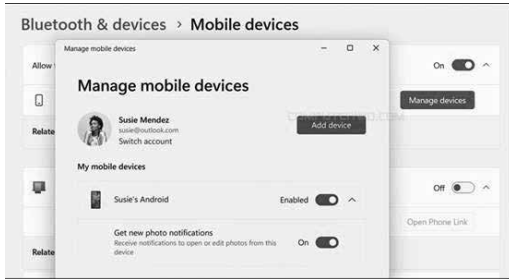 Bluetooth & devices > Mobile devices
Manage mobile devices
Allow
On
Manage mobile devices
Manage devices
Susie Mendez
susie@outlook.com
Switch account
Add device
Relate
My mobile devices
Susie's Android
Enabled
Off
Open Phone Link
Get new photo notifications
Receive notifications to open or edit photos from this
device
On
Relate